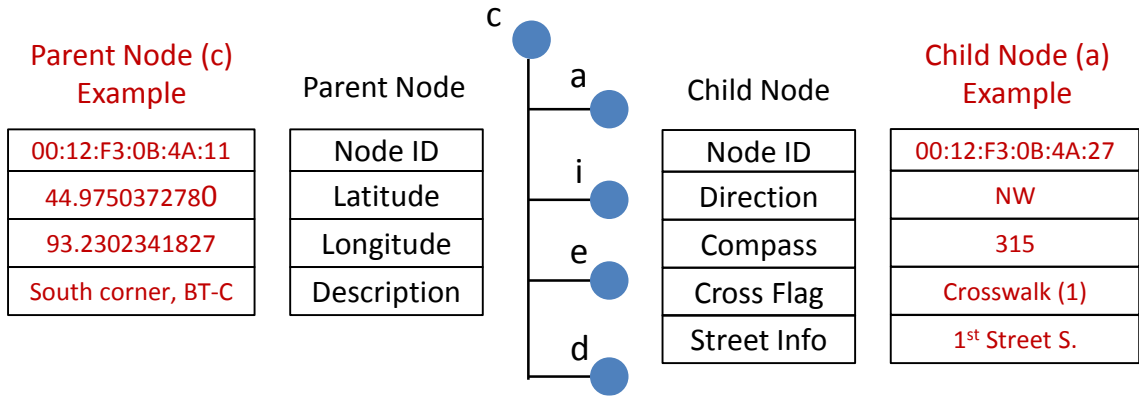 Parent Node (c)
Example
00:12:F3:0B:4A:11
44.9750372780
93.2302341827
South corner, BT-C
Parent Node
Node ID
Latitude
Longitude
Description
c
a
i
e
d
Child Node
Node ID
Direction
Compass
Cross Flag
Street Info
Child Node (a)
Example
00:12:F3:0B:4A:27
NW
315
Crosswalk (1)
1st Street S.